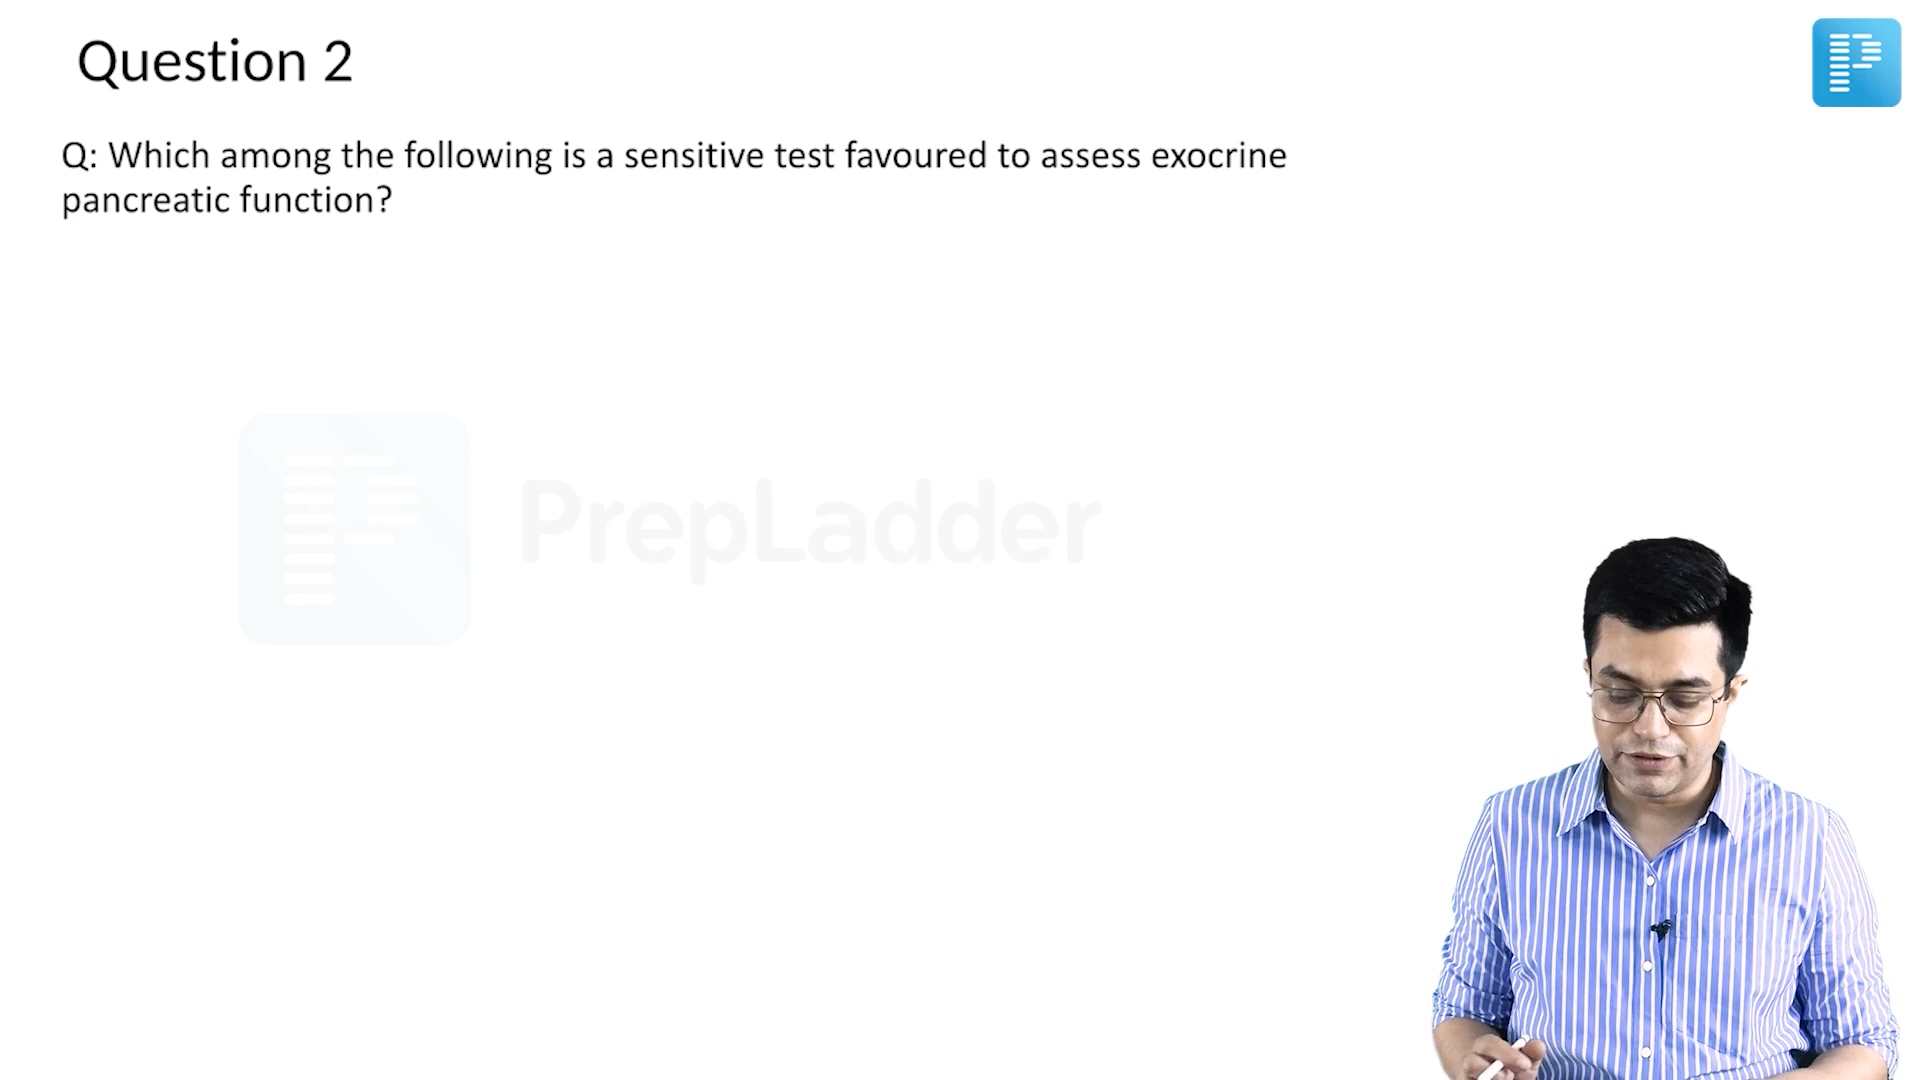 Question 2
Q: Which among the following is a sensitive test favoured to assess exocrine
pancreatic function?
PrepLadder